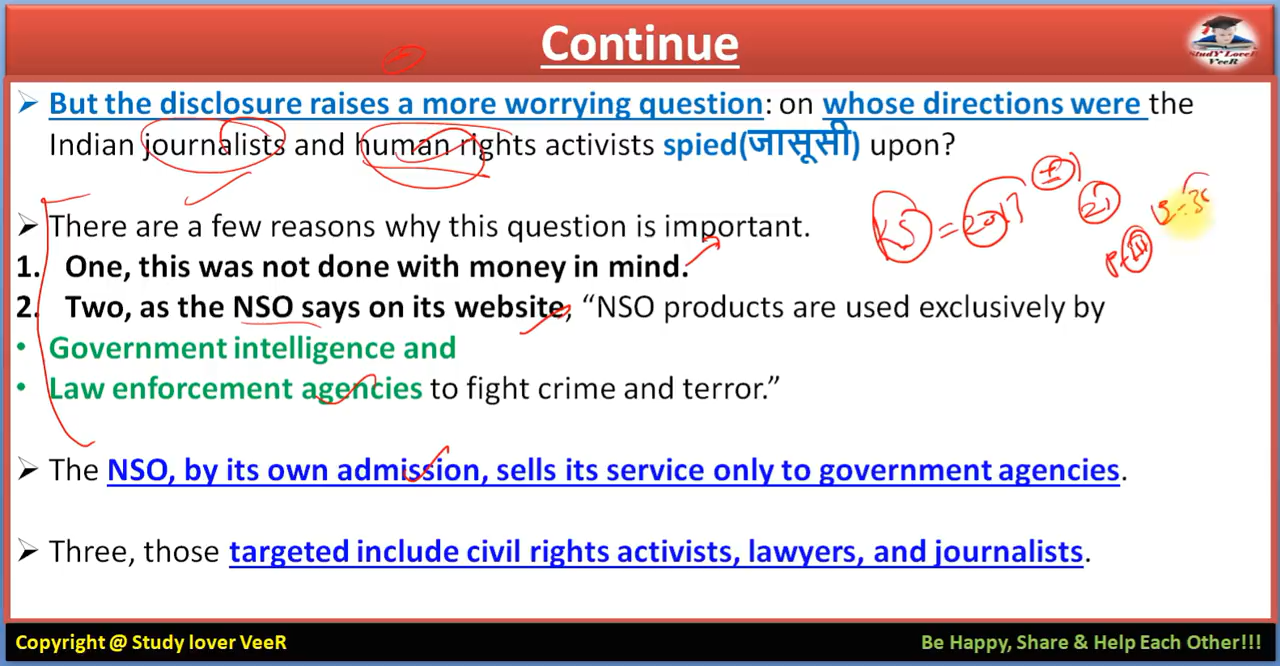 Continue
StudY LoveR
VeeR
➢ But the disclosure raises a more worrying question: on whose directions were the
Indian journalists and human rights activists spied(जासूसी) upon?
KS = 2017
21
➢ There are a few reasons why this question is important.
1. One, this was not done with money in mind.
2. Two, as the NSO says on its website, “NSO products are used exclusively by
• Government intelligence and
• Law enforcement agencies to fight crime and terror.”
➢ The NSO, by its own admission, sells its service only to government agencies.
➢ Three, those targeted include civil rights activists, lawyers, and journalists.
Copyright @ Study lover VeeR
Be Happy, Share & Help Each Other!!!